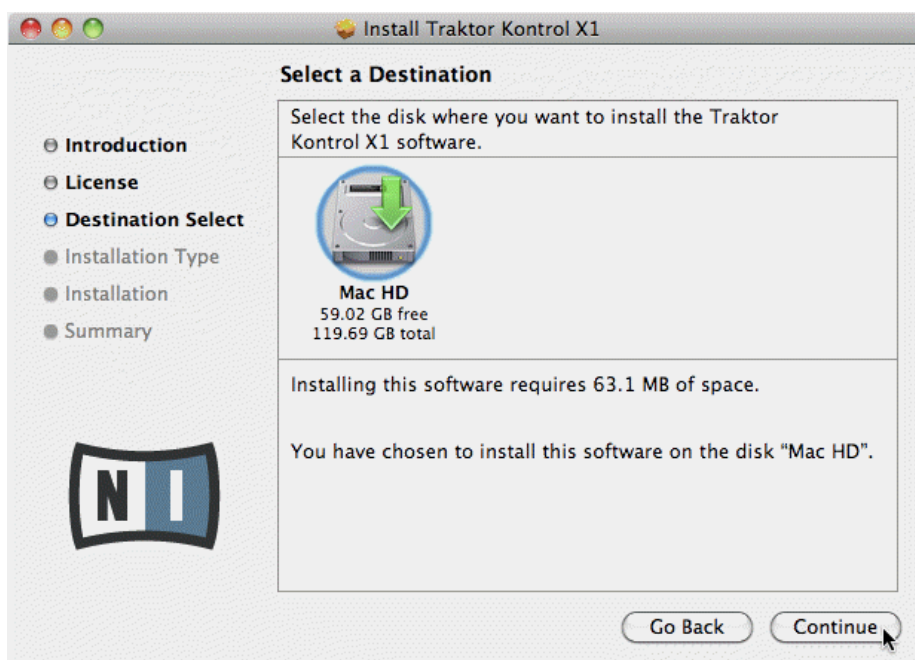 Install Traktor Kontrol X1
Select a Destination
Introduction
License
Destination Select
Installation Type
Installation
Summary
Select the disk where you want to install the Traktor
Kontrol X1 software.
Mac HD
59.02 GB free
119.69 GB total
Installing this software requires 63.1 MB of space.
You have chosen to install this software on the disk “Mac HD”.
NI
Go Back
Continue